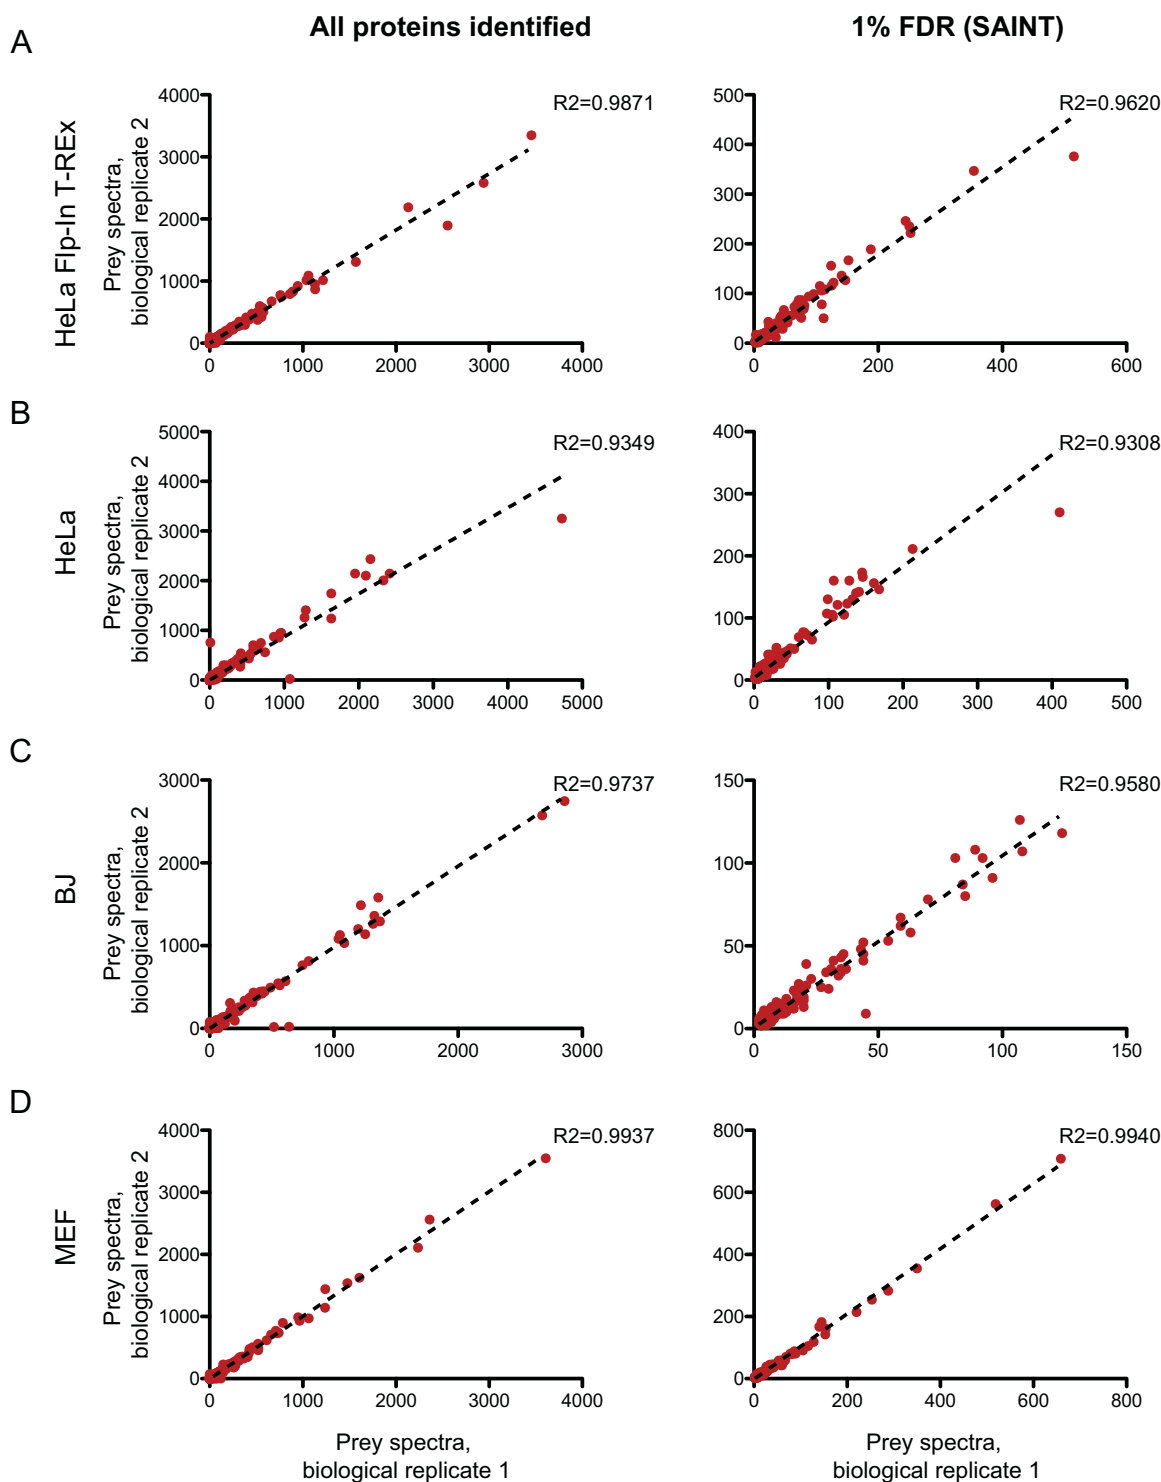 All proteins identified
1% FDR (SAINT)
A
HeLa Flp-In T-REx
Prey spectra,
biological replicate 2
4000
3000
2000
1000
0
0 1000 2000 3000 4000
R2=0.9871
500
400
300
200
100
0
0 200 400 600
R2=0.9620
B
HeLa
Prey spectra,
biological replicate 2
5000
4000
3000
2000
1000
0
0 1000 2000 3000 4000 5000
R2=0.9349
400
300
200
100
0
0 100 200 300 400 500
R2=0.9308
C
BJ
Prey spectra,
biological replicate 2
3000
2000
1000
0
0 1000 2000 3000
R2=0.9737
150
100
50
0
0 50 100 150
R2=0.9580
D
MEF
Prey spectra,
biological replicate 2
4000
3000
2000
1000
0
0 1000 2000 3000 4000
R2=0.9937
800
600
400
200
0
0 200 400 600 800
R2=0.9940
Prey spectra,
biological replicate 1
Prey spectra,
biological replicate 1